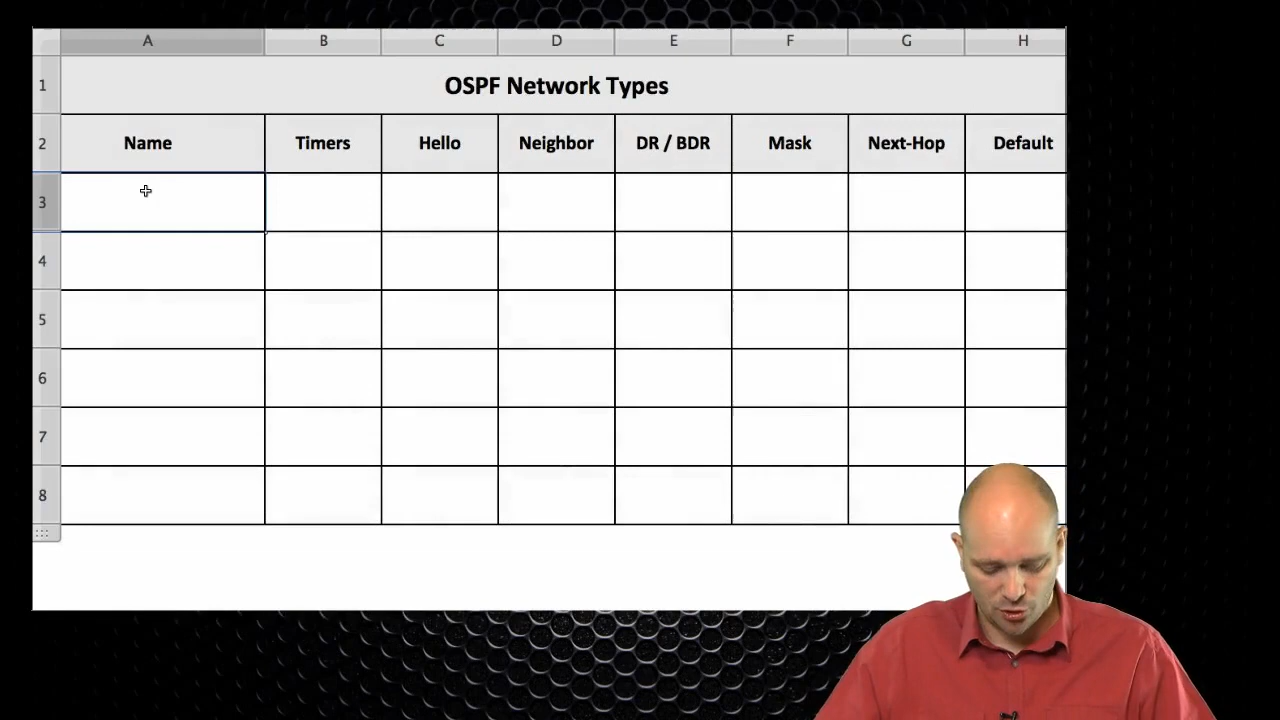 A B C D E F G H
1 OSPF Network Types
2 Name Timers Hello Neighbor DR / BDR Mask Next-Hop Default
3
4
5
6
7
8